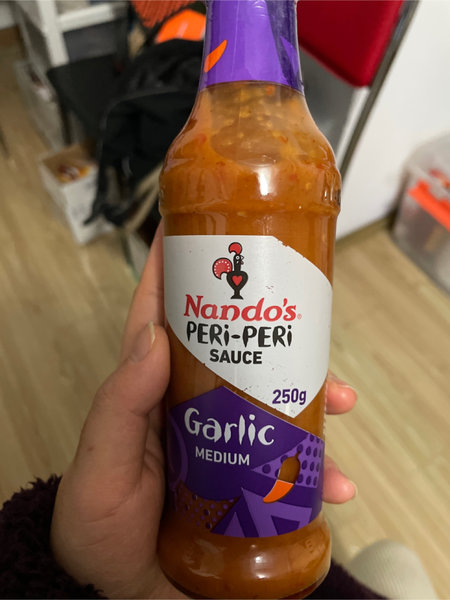 Nando's®
PERi-PERi
SAUCE
250g
Garlic
MEDIUM